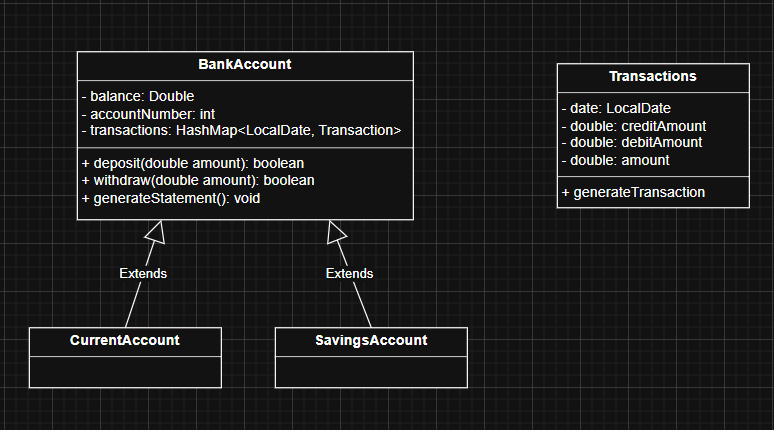 BankAccount
- balance: Double
- accountNumber: int
- transactions: HashMap<LocalDate, Transaction>
+ deposit(double amount): boolean
+ withdraw(double amount): boolean
+ generateStatement(): void
Transactions
- date: LocalDate
- double: creditAmount
- double: debitAmount
- double: amount
+ generateTransaction
Extends
Extends
CurrentAccount
SavingsAccount